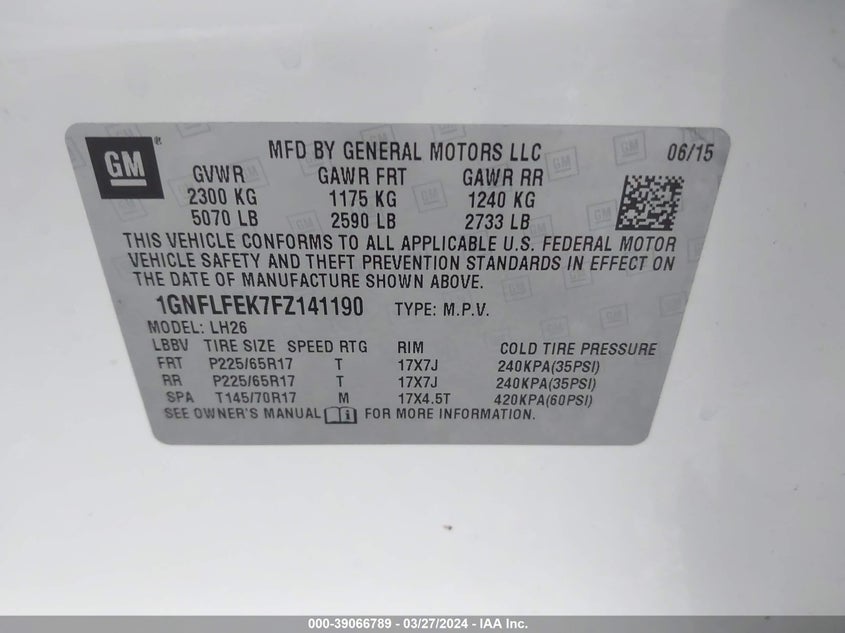 GM ®
MFD BY GENERAL MOTORS LLC 06/15
GVWR GAWR FRT GAWR RR
2300 KG 1175 KG 1240 KG
5070 LB 2590 LB 2733 LB
THIS VEHICLE CONFORMS TO ALL APPLICABLE U.S. FEDERAL MOTOR
VEHICLE SAFETY AND THEFT PREVENTION STANDARDS IN EFFECT ON
THE DATE OF MANUFACTURE SHOWN ABOVE.
1GNFLFEK7FZ141190 TYPE: M.P.V.
MODEL: LH26
LBBV TIRE SIZE SPEED RTG RIM COLD TIRE PRESSURE
FRT P225/65R17 T 17X7J 240KPA(35PSI)
RR P225/65R17 T 17X7J 240KPA(35PSI)
SPA T145/70R17 M 17X4.5T 420KPA(60PSI)
SEE OWNER'S MANUAL FOR MORE INFORMATION.
000-39066789 - 03/27/2024 - IAA Inc.